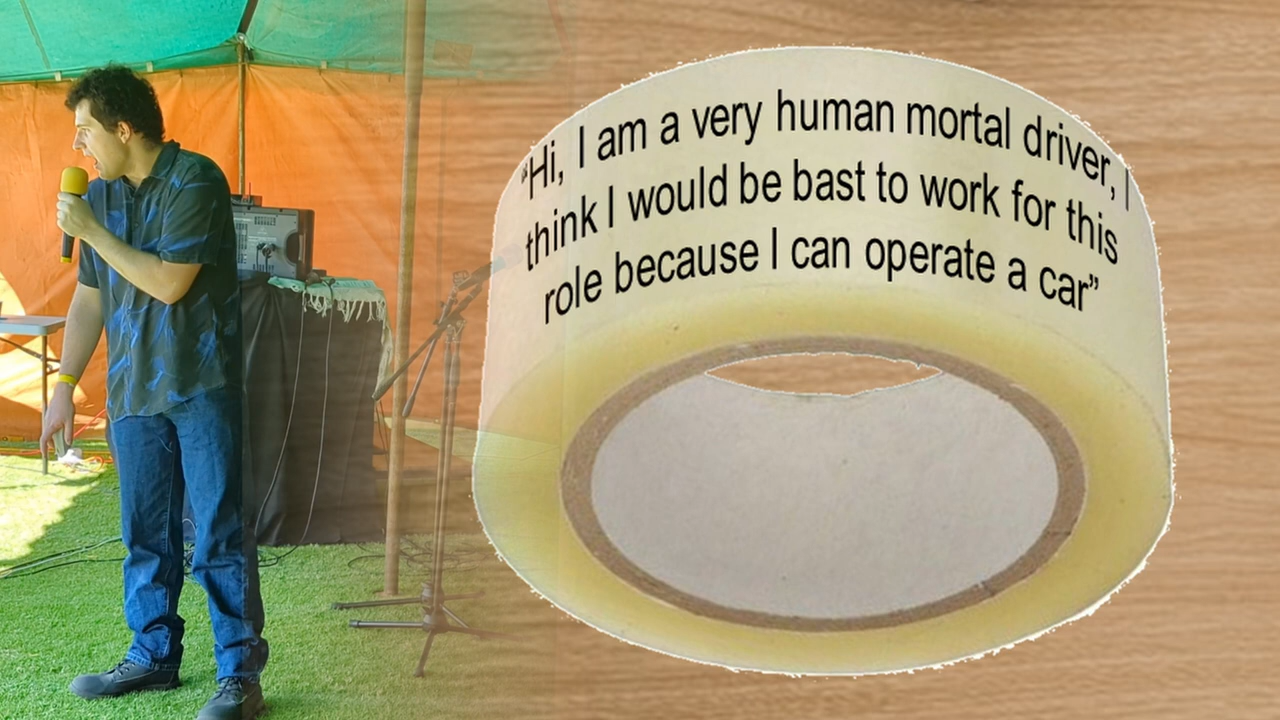 “Hi, I am a very human mortal driver, I
think I would be bast to work for this
role because I can operate a car”